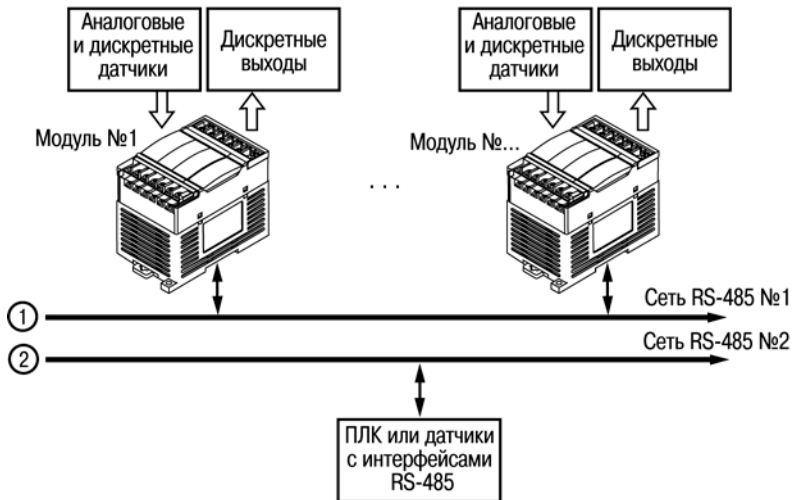 Аналоговые
и дискретные
датчики
Дискретные
выходы
Аналоговые
и дискретные
датчики
Дискретные
выходы
Модуль №1
Модуль №...
...
Сеть RS-485 №1
1
Сеть RS-485 №2
2
ПЛК или датчики
с интерфейсами
RS-485